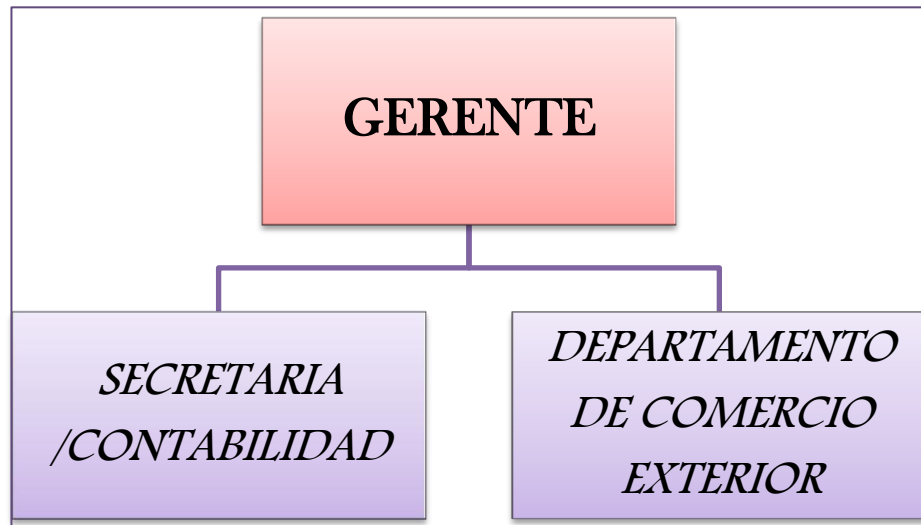 GERENTE
SECRETARIA
/CONTABILIDAD
DEPARTAMENTO
DE COMERCIO
EXTERIOR